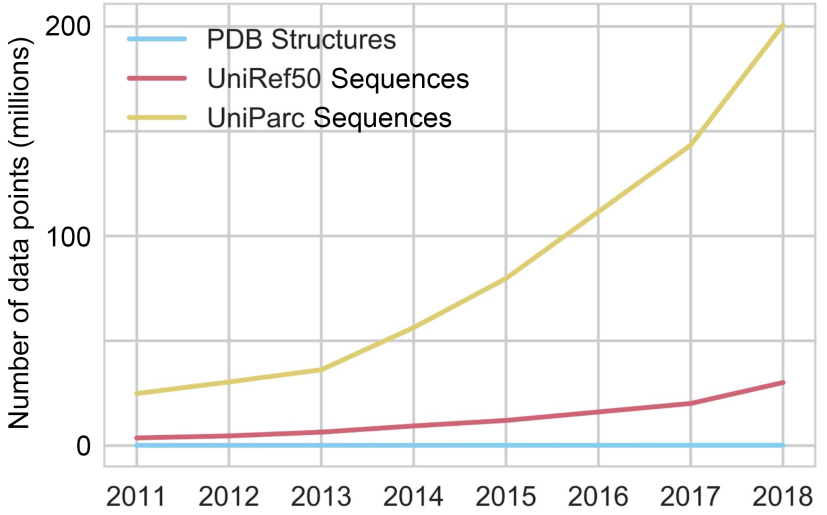 Number of data points (millions)
200
100
0
PDB Structures
UniRef50 Sequences
UniParc Sequences
2011 2012 2013 2014 2015 2016 2017 2018